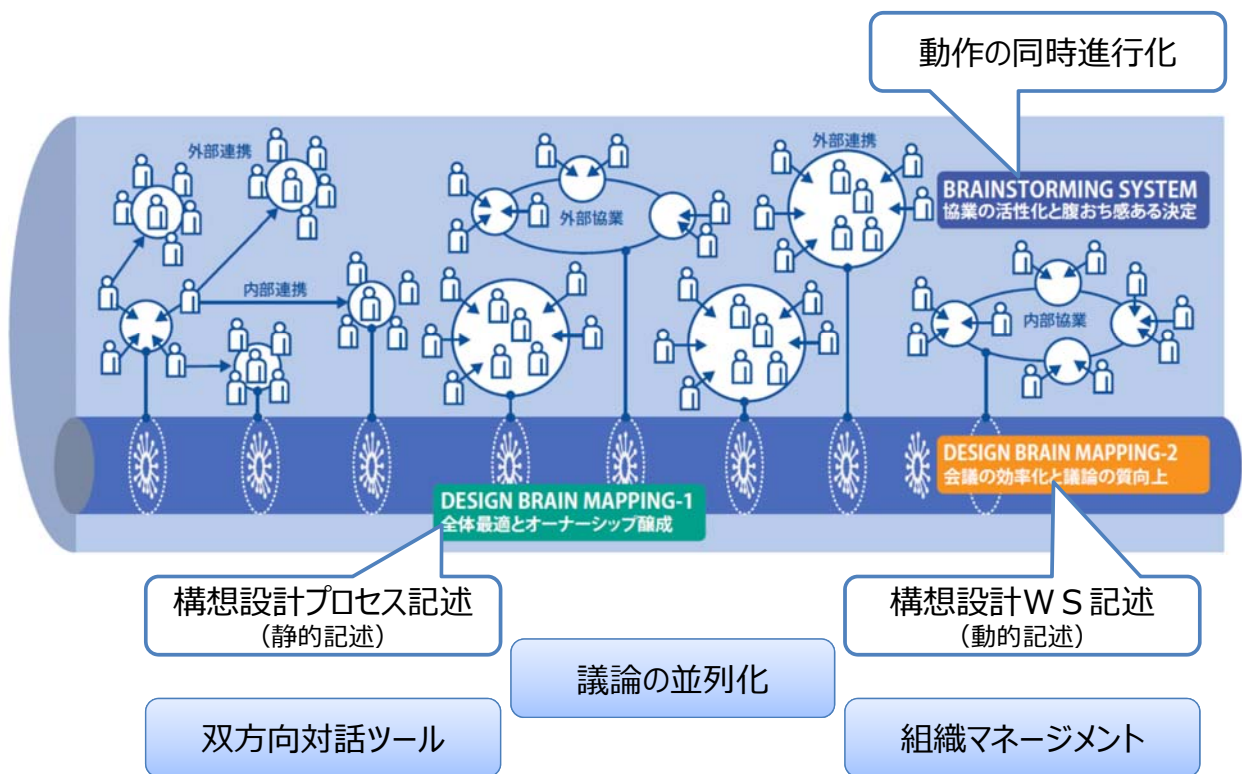 動作の同時進行化
外部連携
外部連携
BRAINSTORMING SYSTEM
協業の活性化と腹おち感ある決定
外部協業
内部連携
内部協業
DESIGN BRAIN MAPPING-2
会議の効率化と議論の質向上
DESIGN BRAIN MAPPING-1
全体最適とオーナーシップ醸成
構想設計プロセス記述
（静的記述）
構想設計ＷＳ記述
（動的記述）
議論の並列化
双方向対話ツール
組織マネージメント